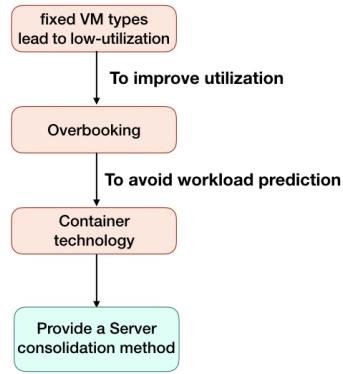 fixed VM types
lead to low-utilization
To improve utilization
Overbooking
To avoid workload prediction
Container
technology
Provide a Server
consolidation method